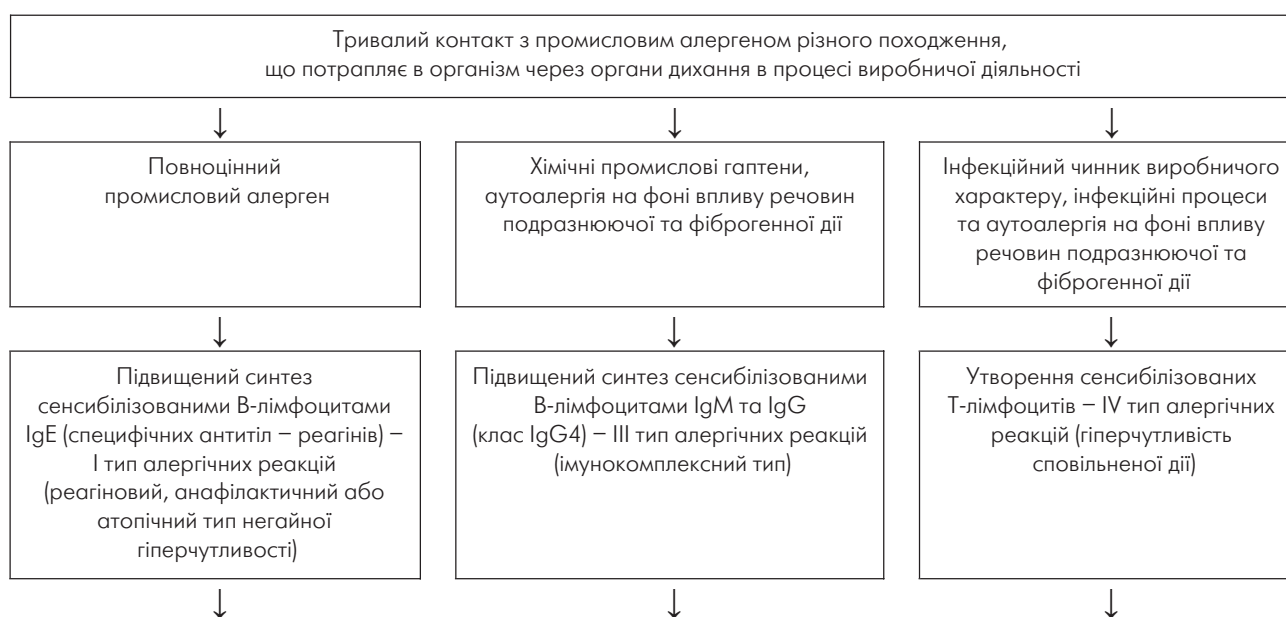 Тривалий контакт з промисловим алергеном різного походження,
що потрапляє в організм через органи дихання в процесі виробничої діяльності
Повноцінний
промисловий алерген
Хімічні промислові гаптени,
аутоалергія на фоні впливу речовин
подразнюючої та фіброгенної дії
Інфекційний чинник виробничого
характеру, інфекційні процеси
та аутоалергія на фоні впливу
речовин подразнюючої та
фіброгенної дії
Підвищений синтез
сенсибілізованими В-лімфоцитами
IgE (специфічних антитіл – реагінів) –
I тип алергічних реакцій
(реагіновий, анафілактичний або
атопічний тип негайної
гіперчутливості)
Підвищений синтез сенсибілізованими
В-лімфоцитами IgM та IgG
(клас IgG4) – III тип алергічних реакцій
(імунокомплексний тип)
Утворення сенсибілізованих
Т-лімфоцитів – IV тип алергічних
реакцій (гіперчутливість
сповільненої дії)